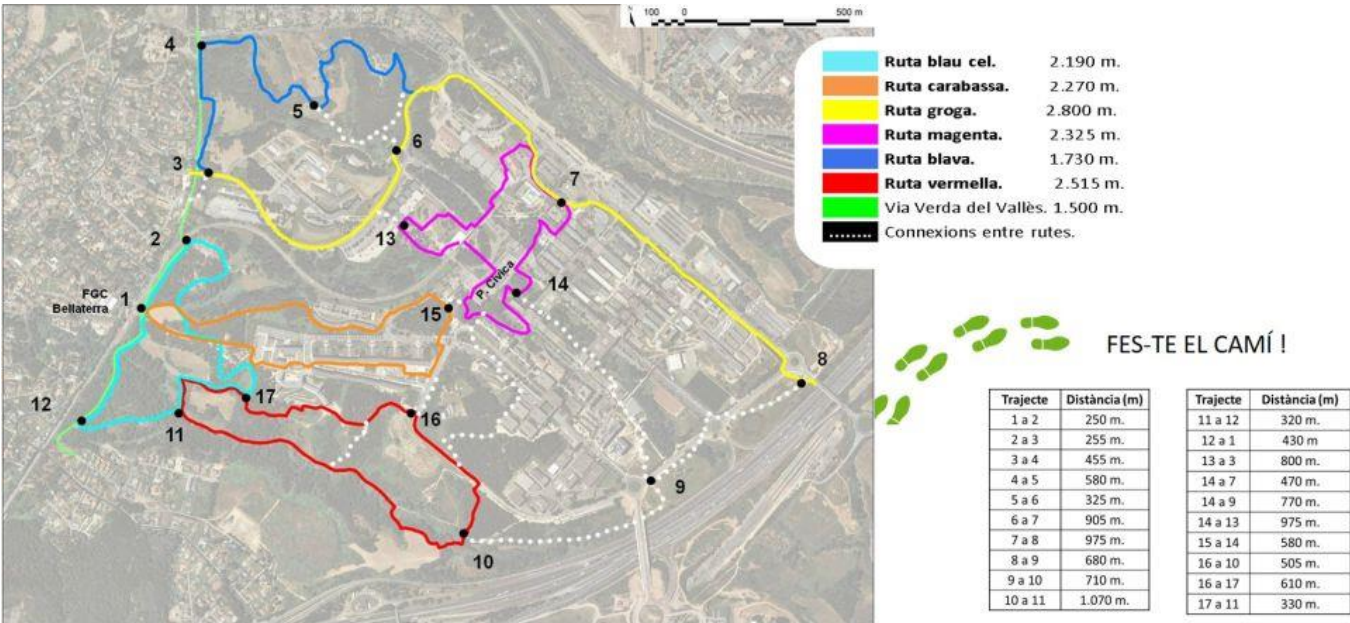 N
100 0 500 m
Ruta blau cel. 2.190 m.
Ruta carabassa. 2.270 m.
Ruta groga. 2.800 m.
Ruta magenta. 2.325 m.
Ruta blava. 1.730 m.
Ruta vermella. 2.515 m.
Via Verda del Vallès. 1.500 m.
Connexions entre rutes.
4
5
6
3
7
13
2
P. Cívica
14
FGC
Bellaterra
1
15
8
12
17
11
16
9
10
FES-TE EL CAMÍ !
Trajecte Distància (m)
1 a 2 250 m.
2 a 3 255 m.
3 a 4 455 m.
4 a 5 580 m.
5 a 6 325 m.
6 a 7 905 m.
7 a 8 975 m.
8 a 9 680 m.
9 a 10 710 m.
10 a 11 1.070 m.
Trajecte Distància (m)
11 a 12 320 m.
12 a 1 430 m
13 a 3 800 m.
14 a 7 470 m.
14 a 9 770 m.
14 a 13 975 m.
15 a 14 580 m.
16 a 10 505 m.
16 a 17 610 m.
17 a 11 330 m.